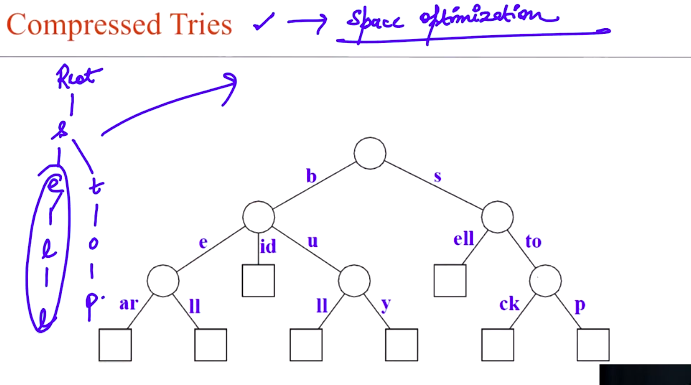 Compressed Tries ✓ → Space optimization
Root
s
e t
l o
l p
b s
e id u ell to
ar ll ll y ck p